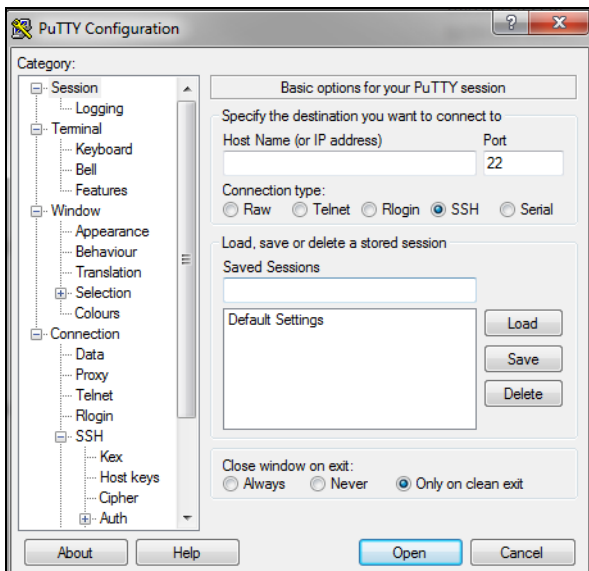 PuTTY Configuration
Category:
Session
Logging
Terminal
Keyboard
Bell
Features
Window
Appearance
Behaviour
Translation
Selection
Colours
Connection
Data
Proxy
Telnet
Rlogin
SSH
Kex
Host keys
Cipher
Auth
Basic options for your PuTTY session
Specify the destination you want to connect to
Host Name (or IP address) Port
22
Connection type:
Raw Telnet Rlogin SSH Serial
Load, save or delete a stored session
Saved Sessions
Default Settings
Load
Save
Delete
Close window on exit:
Always Never Only on clean exit
About Help Open Cancel